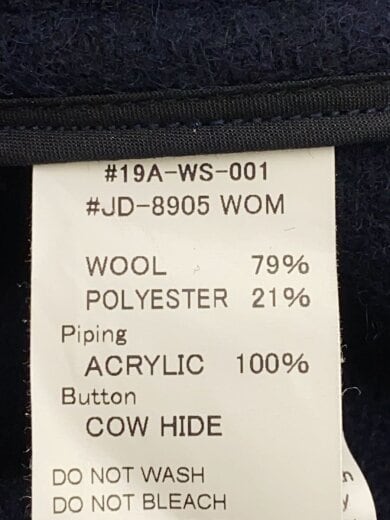 #19A-WS-001
#JD-8905 WOM
WOOL 79%
POLYESTER 21%
Piping
ACRYLIC 100%
Button
COW HIDE
DO NOT WASH
DO NOT BLEACH